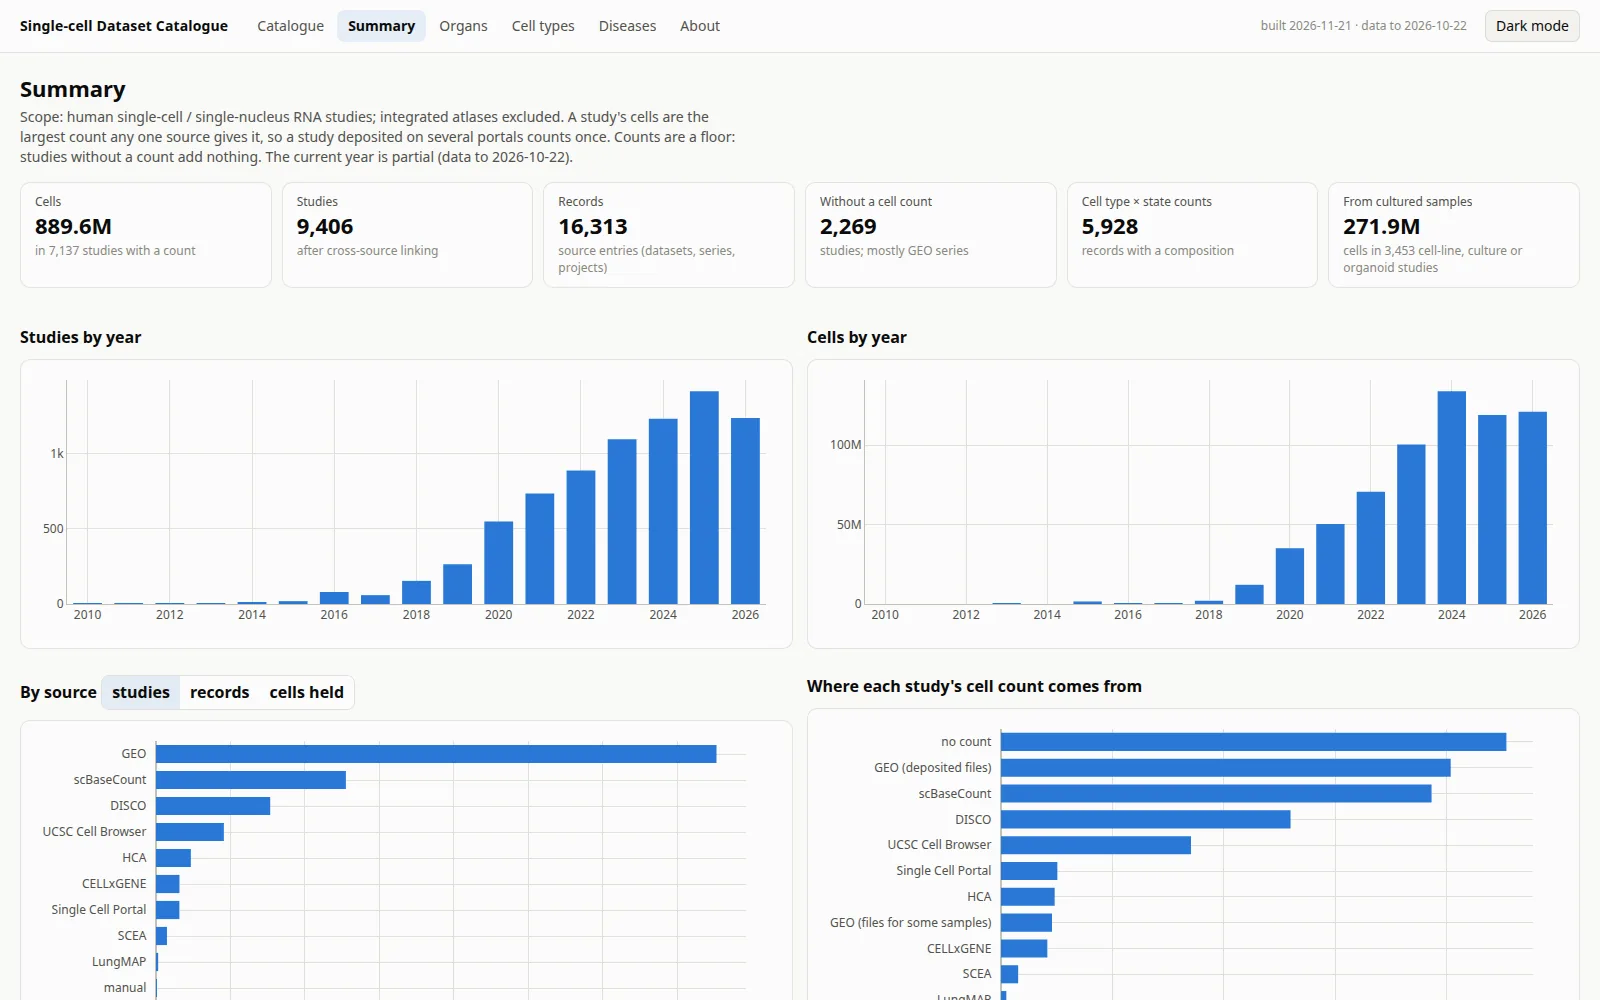 Single-cell Dataset Catalogue Catalogue Summary Organs Cell types Diseases About built 2026-11-21 · data to 2026-10-22 Dark mode
Summary
Scope: human single-cell / single-nucleus RNA studies; integrated atlases excluded. A study's cells are the
largest count any one source gives it, so a study deposited on several portals counts once. Counts are a floor:
studies without a count add nothing. The current year is partial (data to 2026-10-22).
Cells
889.6M
in 7,137 studies with a count
Studies
9,406
after cross-source linking
Records
16,313
source entries (datasets, series,
projects)
Without a cell count
2,269
studies; mostly GEO series
Cell type × state counts
5,928
records with a composition
From cultured samples
271.9M
cells in 3,453 cell-line, culture or
organoid studies
Studies by year
1k
500
0
2010 2012 2014 2016 2018 2020 2022 2024 2026
Cells by year
100M
50M
0
2010 2012 2014 2016 2018 2020 2022 2024 2026
By source studies records cells held
GEO
scBaseCount
DISCO
UCSC Cell Browser
HCA
CELLxGENE
Single Cell Portal
SCEA
LungMAP
manual
Where each study's cell count comes from
no count
GEO (deposited files)
scBaseCount
DISCO
UCSC Cell Browser
Single Cell Portal
HCA
GEO (files for some samples)
CELLxGENE
SCEA
LungMAP